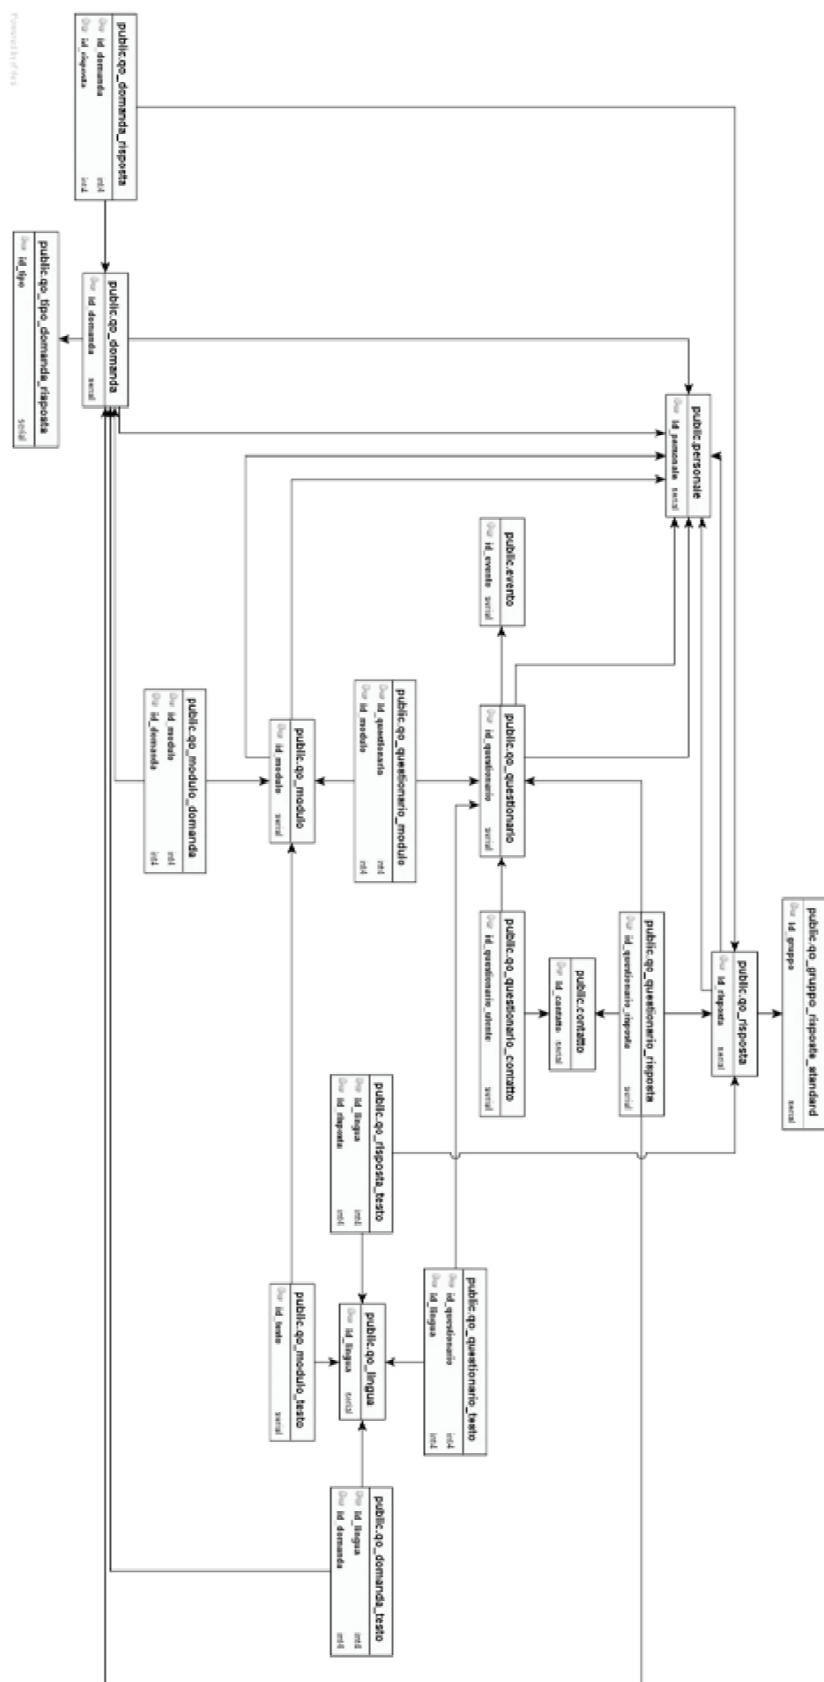 public.qo_gruppo_risposte_standard
id_gruppo serial
public.qo_risposta
id_risposta serial
public.personale
id_personale serial
public.qo_questionario_risposta
id_questionario_risposta serial
public.contatto
id_contatto serial
public.evento
id_evento serial
public.qo_questionario
id_questionario serial
public.qo_questionario_contatto
id_questionario_utente serial
public.qo_questionario_testo
id_questionario int4
id_lingua int4
public.qo_questionario_modulo
id_questionario int4
id_modulo int4
public.qo_risposta_testo
id_lingua int4
id_risposta int4
public.qo_lingua
id_lingua serial
public.qo_domanda_testo
id_lingua int4
id_domanda int4
public.qo_modulo
id_modulo serial
public.qo_modulo_testo
id_testo serial
public.qo_modulo_domanda
id_modulo int4
id_domanda int4
public.qo_domanda_risposta
id_domanda int4
id_risposta int4
public.qo_domanda
id_domanda serial
public.qo_tipo_domanda_risposta
id_tipo serial
Powered by yFiles